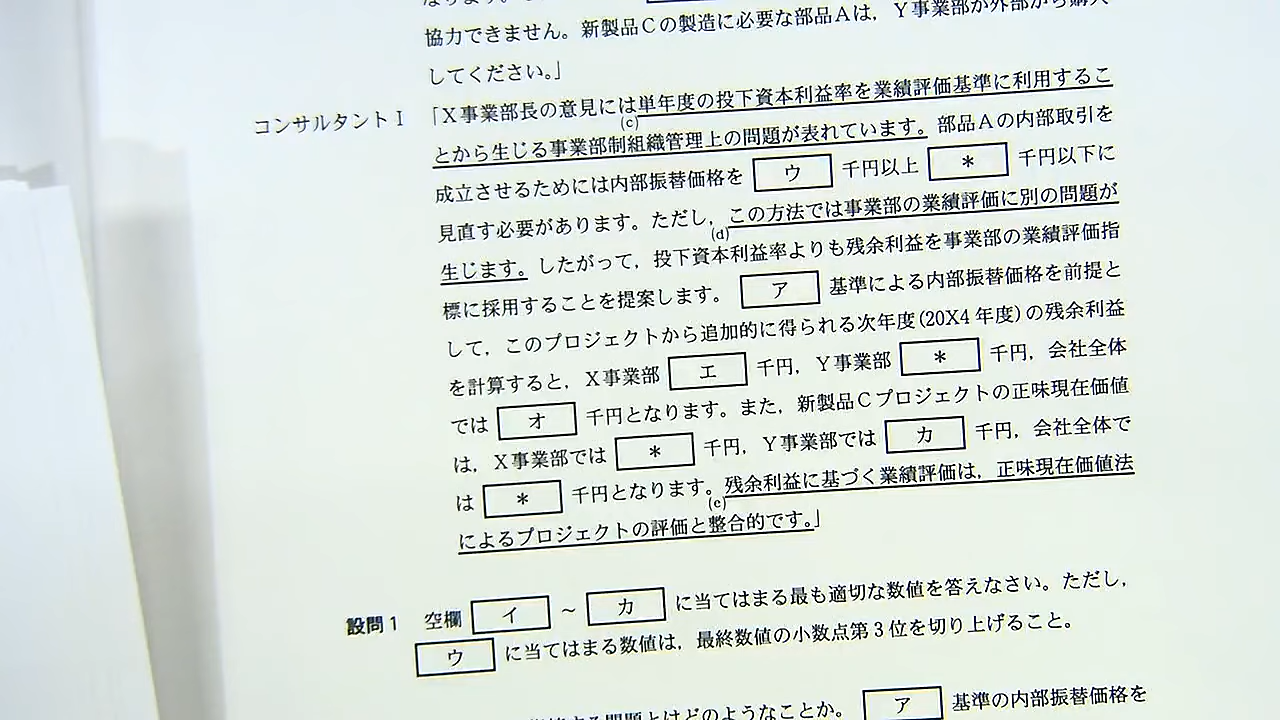 協力できません。新製品Cの製造に必要な部品Aは，Y事業部が外部から購入
してください。」
コンサルタントI 「X事業部長の意見には単年度の投下資本利益率を業績評価基準に利用するこ
(c)
とから生じる事業部制組織管理上の問題が表れています。部品Aの内部取引を
成立させるためには内部振替価格を ウ 千円以上 * 千円以下に
見直す必要があります。ただし，この方法では事業部の業績評価に別の問題が
(d)
生じます。したがって，投下資本利益率よりも残余利益を事業部の業績評価指
標に採用することを提案します。 ア 基準による内部振替価格を前提と
して，このプロジェクトから追加的に得られる次年度(20X4年度)の残余利益
を計算すると，X事業部 エ 千円，Y事業部 * 千円，会社全体
では オ 千円となります。また，新製品Cプロジェクトの正味現在価値
は，X事業部では * 千円，Y事業部では カ 千円，会社全体で
は * 千円となります。残余利益に基づく業績評価は，正味現在価値法
(e)
によるプロジェクトの評価と整合的です。」
設問1 空欄 イ ～ カ に当てはまる最も適切な数値を答えなさい。ただし，
ウ に当てはまる数値は，最終数値の小数点第3位を切り上げること。
する問題とはどのようなことか。 ア 基準の内部振替価格を